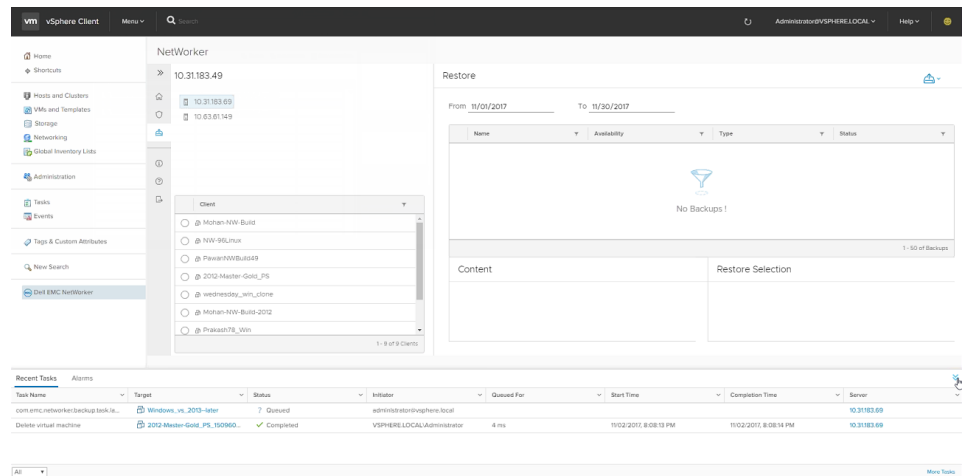 vm vSphere Client Menu Search Administrator@VSPHERE.LOCAL Help
Home
Shortcuts
Hosts and Clusters
VMs and Templates
Storage
Networking
Global Inventory Lists
Administration
Tasks
Events
Tags & Custom Attributes
New Search
Dell EMC NetWorker
NetWorker
10.31.183.49
10.31.183.69
10.63.61.149
Client
Mohan-NW-Build
NW-96Linux
PawanNWBuild49
2012-Master-Gold_PS
wednesday_win_clone
Mohan-NW-Build-2012
Prakash78_Win
1 - 9 of 9 Clients
Restore
From 11/01/2017 To 11/30/2017
Name Availability Type Status
No Backups !
1 - 50 of Backups
Content
Restore Selection
Recent Tasks Alarms
Task Name Target Status Initiator Queued For Start Time Completion Time Server
com.emc.networker.backup.task.la... Windows_vs_2013-later ? Queued administrator@vsphere.local 10.31.183.69
Delete virtual machine 2012-Master-Gold_PS_150960... Completed VSPHERE.LOCAL\Administrator 4 ms 11/02/2017, 8:08:13 PM 11/02/2017, 8:08:14 PM 10.31.183.69
All More Tasks